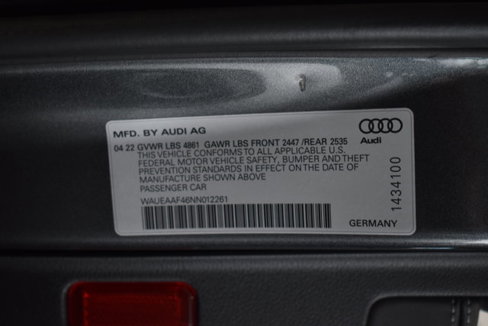 MFD. BY AUDI AG
04 22 GVWR LBS 4861 GAWR LBS FRONT 2447 /REAR 2535
THIS VEHICLE CONFORMS TO ALL APPLICABLE U.S.
FEDERAL MOTOR VEHICLE SAFETY, BUMPER AND THEFT
PREVENTION STANDARDS IN EFFECT ON THE DATE OF
MANUFACTURE SHOWN ABOVE
PASSENGER CAR
WAUEAAF46NN012261
Audi
1434100
GERMANY